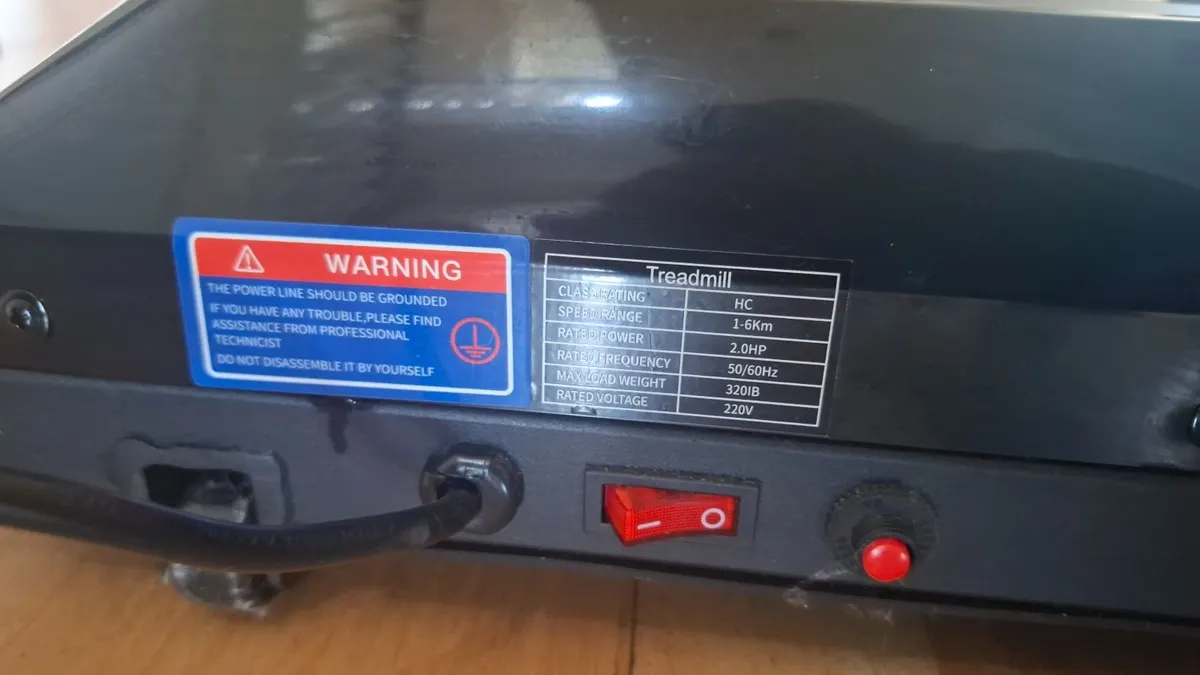 WARNING
THE POWER LINE SHOULD BE GROUNDED
IF YOU HAVE ANY TROUBLE,PLEASE FIND
ASSISTANCE FROM PROFESSIONAL
TECHNICIST
DO NOT DISASSEMBLE IT BY YOURSELF
Treadmill
CLASS RATING HC
SPEED RANGE 1-6Km
RATED POWER 2.0HP
RATED FREQUENCY 50/60Hz
MAX LOAD WEIGHT 320IB
RATED VOLTAGE 220V